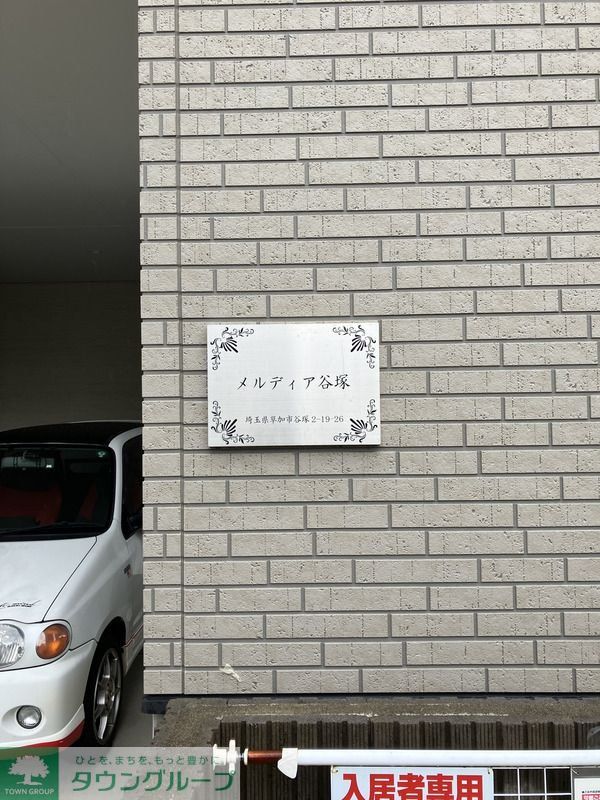 メルディア谷塚
埼玉県草加市谷塚2-19-26
ひとを、まちを、もっと豊かに
TOWN GROUP
タウングループ
入居者専用